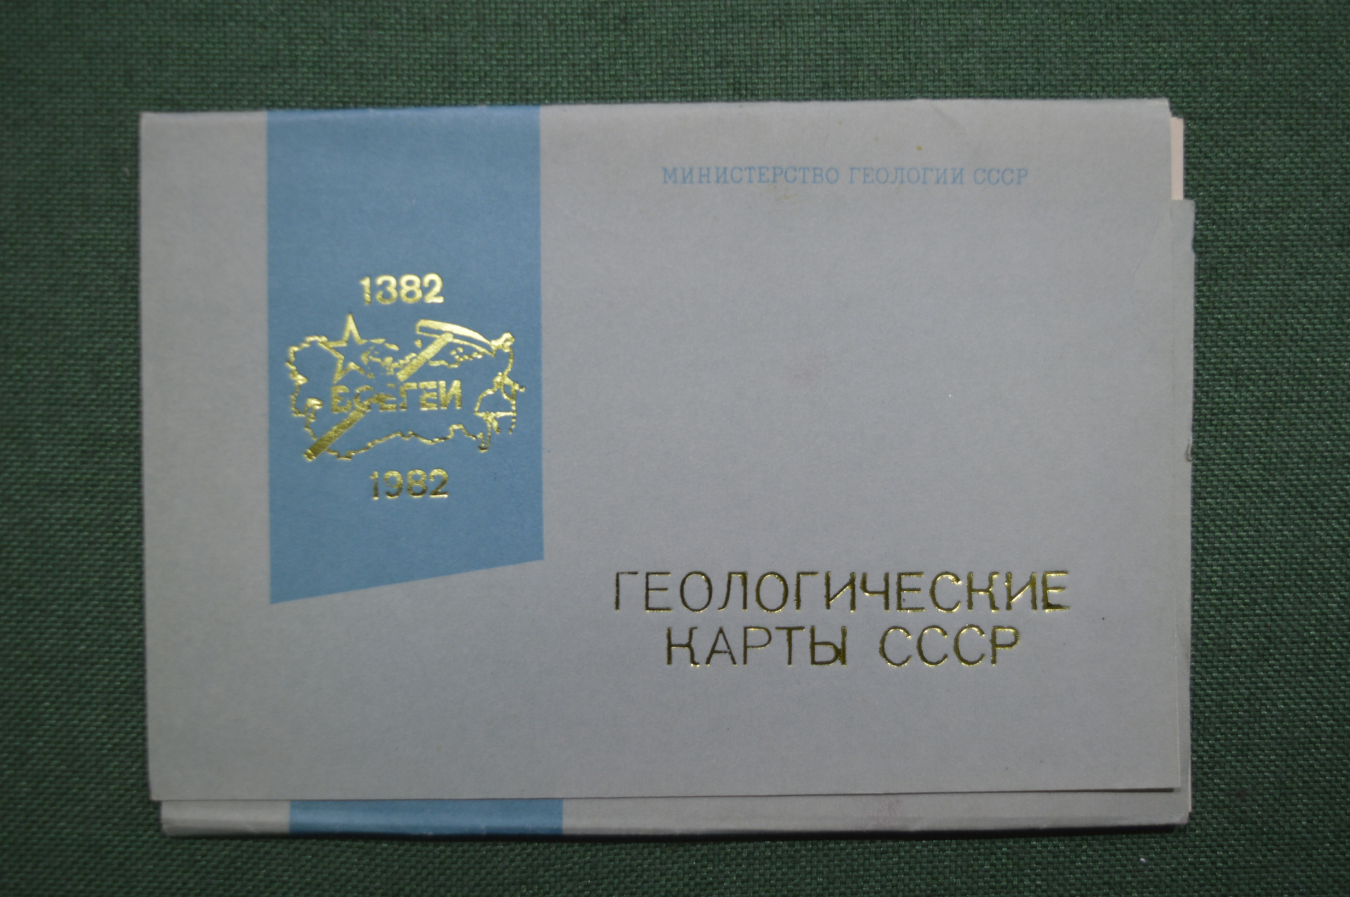 МИНИСТЕРСТВО ГЕОЛОГИИ СССР
1382
ВСЕГЕИ
1982
ГЕОЛОГИЧЕСКИЕ
КАРТЫ СССР